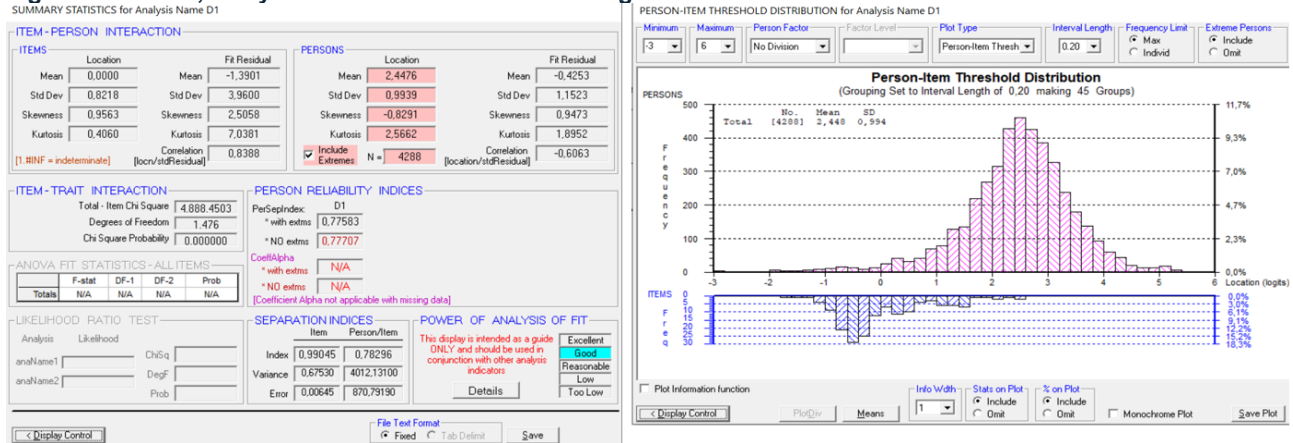 SUMMARY STATISTICS for Analysis Name D1
ITEM - PERSON INTERACTION
ITEMS
Location Fit Residual
Mean 0,0000 Mean -1,3901
Std Dev 0,8218 Std Dev 3,9600
Skewness 0,9563 Skewness 2,5058
Kurtosis 0,4060 Kurtosis 7,0381
[1.#INF = indeterminate] Correlation [locn/stdResidual] 0,8388
PERSONS
Location Fit Residual
Mean 2,4476 Mean -0,4253
Std Dev 0,9939 Std Dev 1,1523
Skewness -0,8291 Skewness 0,9473
Kurtosis 2,5662 Kurtosis 1,8952
Include Extremes N = 4288 Correlation [location/stdResidual] -0,6063
ITEM - TRAIT INTERACTION
Total - Item Chi Square 4.888.4503
Degrees of Freedom 1.476
Chi Square Probability 0.000000
PERSON RELIABILITY INDICES
PerSepIndex: D1
* with extms 0,77583
* NO extms 0,77707
CoeffAlpha
* with extms N/A
* NO extms N/A
[Coefficient Alpha not applicable with missing data]
ANOVA FIT STATISTICS - ALL ITEMS
F-stat DF-1 DF-2 Prob
Totals N/A N/A N/A N/A
LIKELIHOOD RATIO TEST
Analysis Likelihood
anaName1 ChiSq
anaName2 DegF
Prob
SEPARATION INDICES
Item Person/Item
Index 0,99045 0,78296
Variance 0,67530 4012,13100
Error 0,00645 870,79190
POWER OF ANALYSIS OF FIT
This display is intended as a guide
ONLY and should be used in
conjunction with other analysis
indicators
Details
Excellent
Good
Reasonable
Low
Too Low
< Display Control
File Text Format
Fixed Tab Delimit
Save
PERSON-ITEM THRESHOLD DISTRIBUTION for Analysis Name D1
Minimum Maximum Person Factor Factor Level Plot Type Interval Length Frequency Limit Extreme Persons
-3 6 No Division Person-Item Thresh 0.20 Max Include
Individ Omit
Person-Item Threshold Distribution
(Grouping Set to Interval Length of 0,20 making 45 Groups)
PERSONS
No. Mean SD
Total [4288] 2,448 0,994
Frequency
500 11,7%
400 9,3%
300 7,0%
200 4,7%
100 2,3%
0 0,0%
-3 -2 -1 0 1 2 3 4 5 6 Location (logits)
ITEMS
Freq
0 0,0%
5 3,0%
10 6,1%
15 9,1%
20 12,2%
25 15,2%
30 18,3%
Plot Information function
Info Wdth
1
Stats on Plot
Include
Omit
% on Plot
Include
Omit
< Display Control
PlotDiv
Means
Monochrome Plot
Save Plot